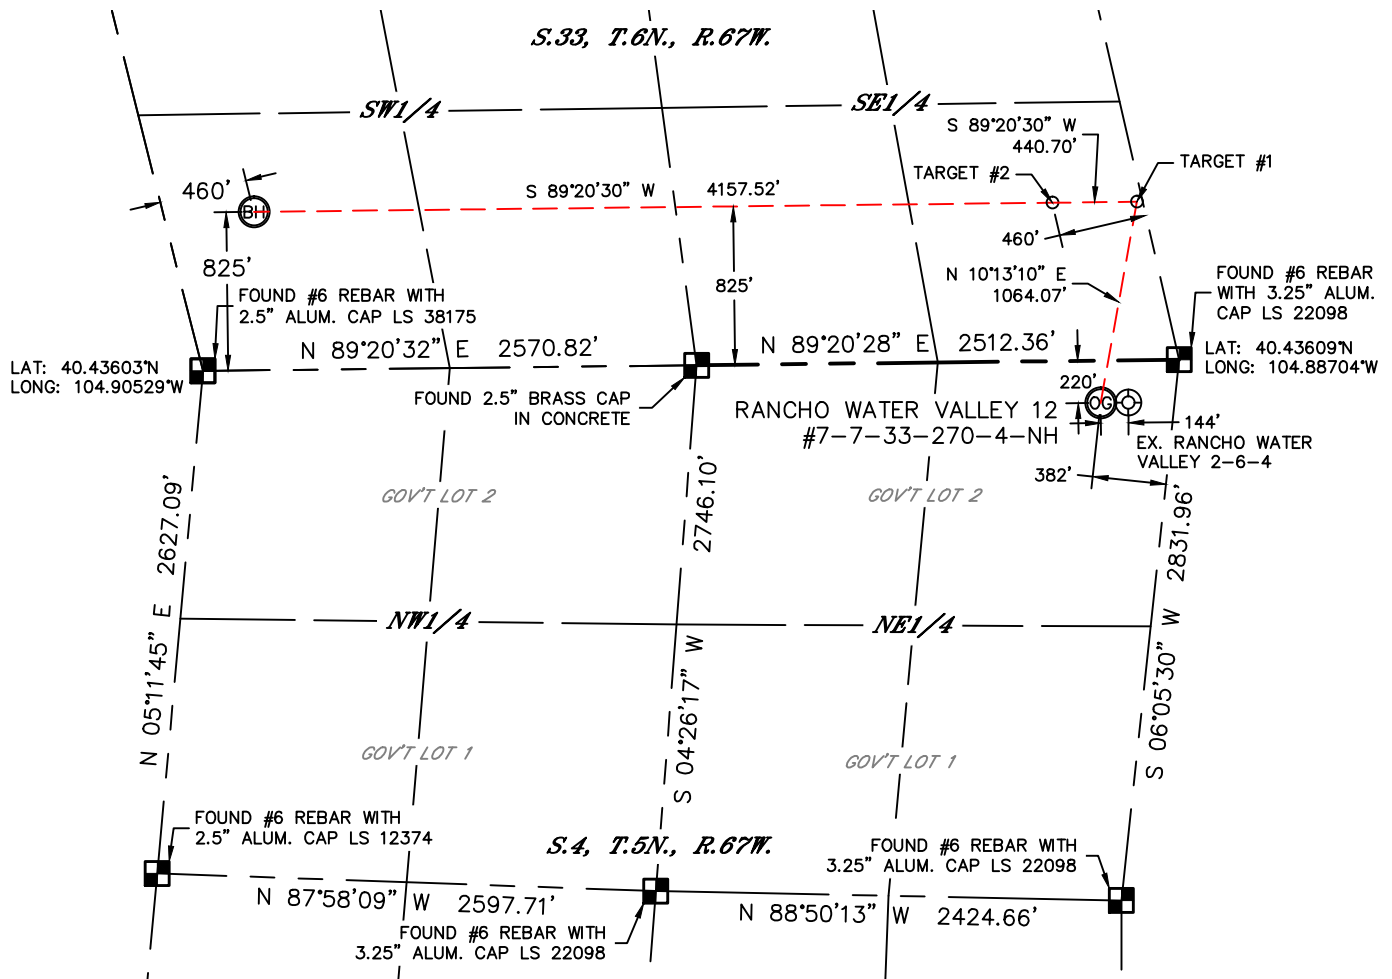 S.33, T.6N., R.67W.
SW1/4
SE1/4
S 89°20'30" W
440.70'
TARGET #1
TARGET #2
460'
S 89°20'30" W 4157.52'
BH
460'
825'
825'
N 10°13'10" E
1064.07'
FOUND #6 REBAR
WITH 3.25" ALUM.
CAP LS 22098
FOUND #6 REBAR WITH
2.5" ALUM. CAP LS 38175
N 89°20'32" E 2570.82'
N 89°20'28" E 2512.36'
LAT: 40.43603°N
LONG: 104.90529°W
LAT: 40.43609°N
LONG: 104.88704°W
FOUND 2.5" BRASS CAP
IN CONCRETE
220'
OG
RANCHO WATER VALLEY 12
#7-7-33-270-4-NH
144'
EX. RANCHO WATER
VALLEY 2-6-4
382'
GOV'T LOT 2
GOV'T LOT 2
N 05°11'45" E 2627.09'
S 04°26'17" W 2746.10'
S 06°05'30" W 2831.96'
NW1/4
NE1/4
GOV'T LOT 1
GOV'T LOT 1
FOUND #6 REBAR WITH
2.5" ALUM. CAP LS 12374
S.4, T.5N., R.67W.
FOUND #6 REBAR WITH
3.25" ALUM. CAP LS 22098
N 87°58'09" W 2597.71'
N 88°50'13" W 2424.66'
FOUND #6 REBAR WITH
3.25" ALUM. CAP LS 22098